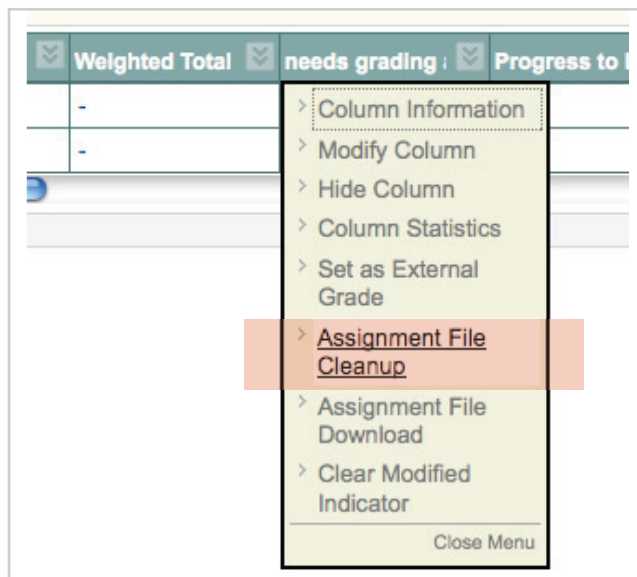 Weighted Total needs grading Progress to
-
-
Column Information
Modify Column
Hide Column
Column Statistics
Set as External
Grade
Assignment File
Cleanup
Assignment File
Download
Clear Modified
Indicator
Close Menu